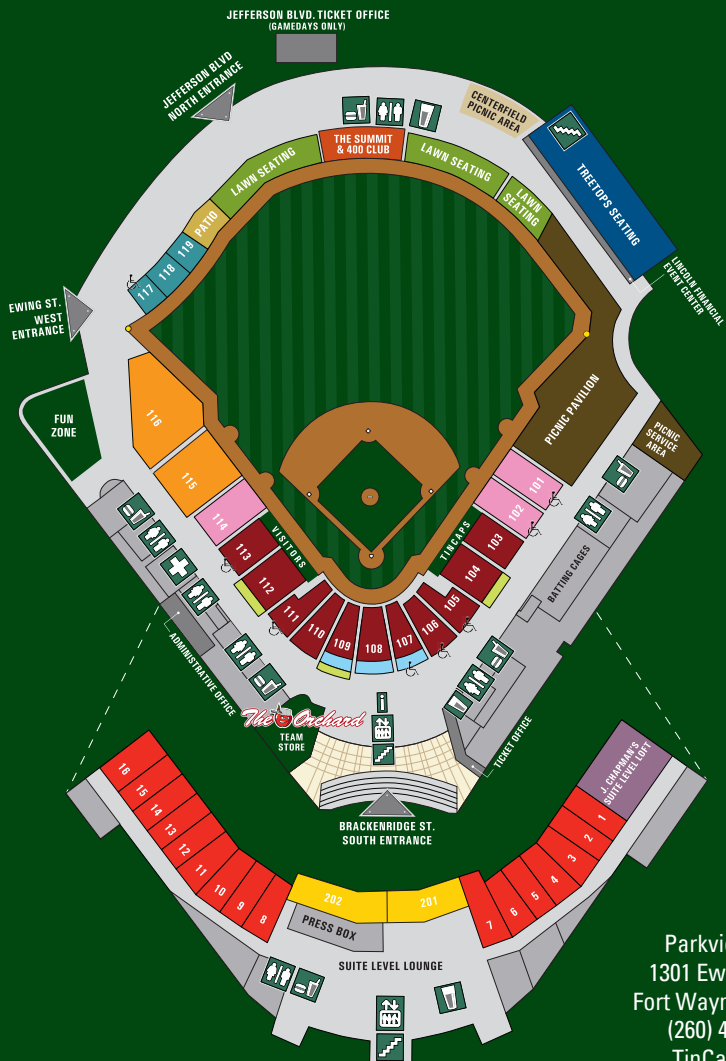 JEFFERSON BLVD. TICKET OFFICE
(GAMEDAYS ONLY)
JEFFERSON BLVD
NORTH ENTRANCE
CENTERFIELD
PICNIC AREA
THE SUMMIT
& 400 CLUB
LAWN SEATING
LAWN SEATING
LAWN
SEATING
TREETOPS SEATING
LINCOLN FINANCIAL
EVENT CENTER
PATIO
119
118
117
EWING ST.
WEST
ENTRANCE
FUN
ZONE
116
115
114
113
112
111
110
109
108
107
106
105
104
103
102
101
VISITORS
TINCAPS
PICNIC PAVILION
PICNIC
SERVICE
AREA
BATTING CAGES
ADMINISTRATIVE OFFICE
The Orchard
TEAM
STORE
i
TICKET OFFICE
BRACKENRIDGE ST.
SOUTH ENTRANCE
J. CHAPMAN'S
SUITE LEVEL LOFT
16
15
14
13
12
11
10
9
8
202
201
7
6
5
4
3
2
1
PRESS BOX
SUITE LEVEL LOUNGE
1301
Fort
(260) 4